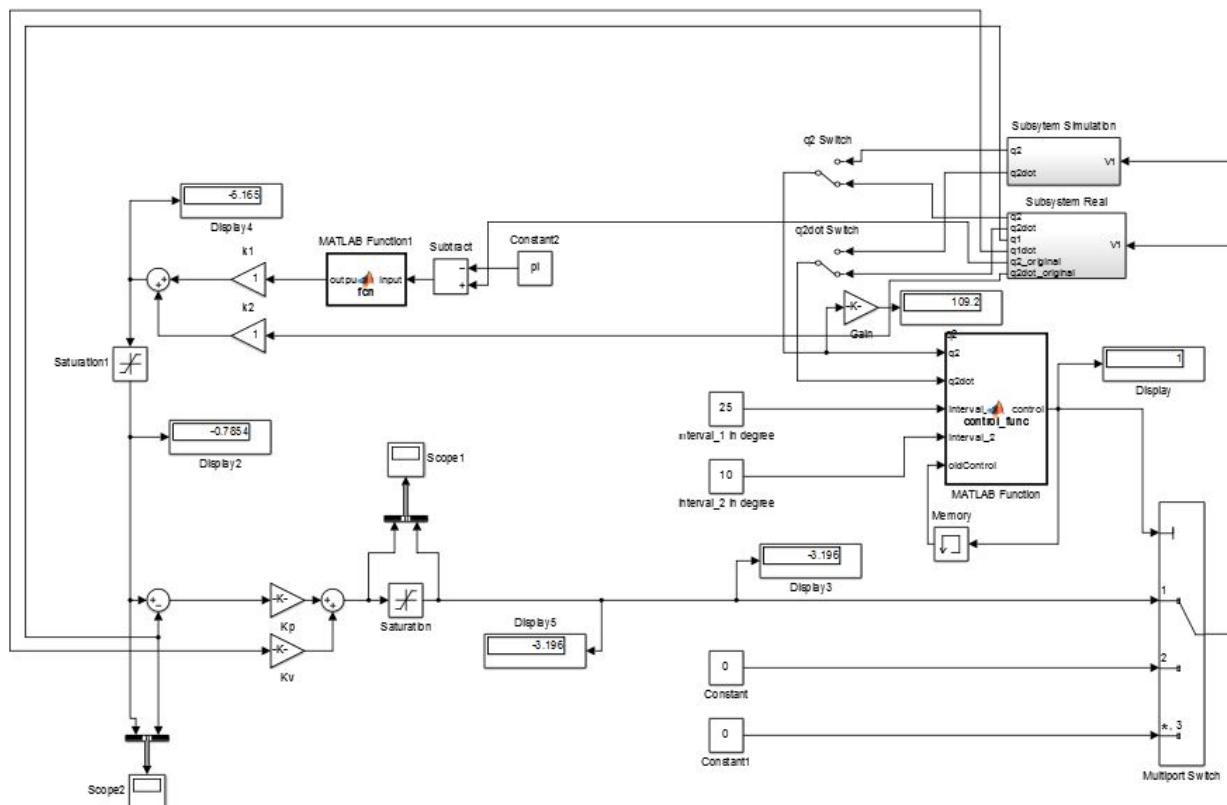 Subsytem Simulation
q2
q2dot
V1
q2 Switch
Subsystem Real
q2
q2dot
q1
q1dot
q2_original
q2dot_original
V1
-5.165
Display4
q2dot Switch
MATLAB Function1
Subtract
Constant2
k1
1
outpu
input
fcn
−
+
pi
+
+
k2
1
-K-
Gain
109.2
Saturation1
q2
q2
q2dot
interval_
control
control_func
interval_2
oldControl
MATLAB Function
1
Display
25
interval_1 in degree
10
interval_2 in degree
-0.7854
Display2
Scope1
Memory
-3.196
Display3
+
−
-K-
Kp
+
+
Saturation
1
Display5
-3.196
-K-
Kv
0
Constant
2
0
Constant1
*, 3
Multiport Switch
Scope2